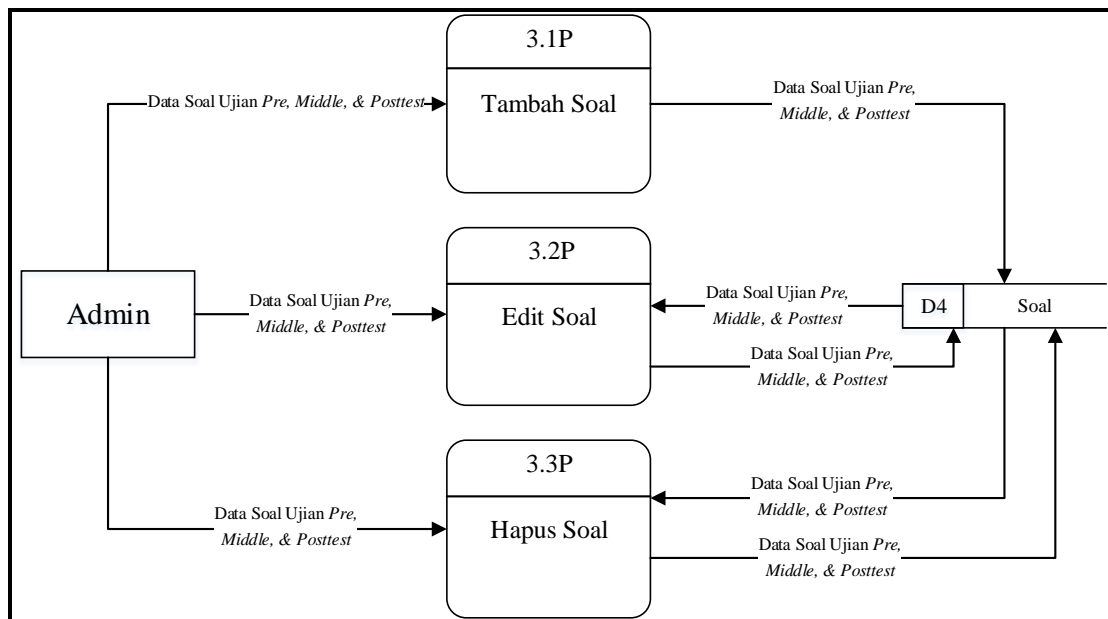 3.1P
Tambah Soal
Data Soal Ujian Pre, Middle, & Posttest
Data Soal Ujian Pre,
Middle, & Posttest
Admin
3.2P
Edit Soal
Data Soal Ujian Pre,
Middle, & Posttest
Data Soal Ujian Pre,
Middle, & Posttest
Data Soal Ujian Pre,
Middle, & Posttest
D4
Soal
3.3P
Hapus Soal
Data Soal Ujian Pre,
Middle, & Posttest
Data Soal Ujian Pre,
Middle, & Posttest
Data Soal Ujian Pre,
Middle, & Posttest